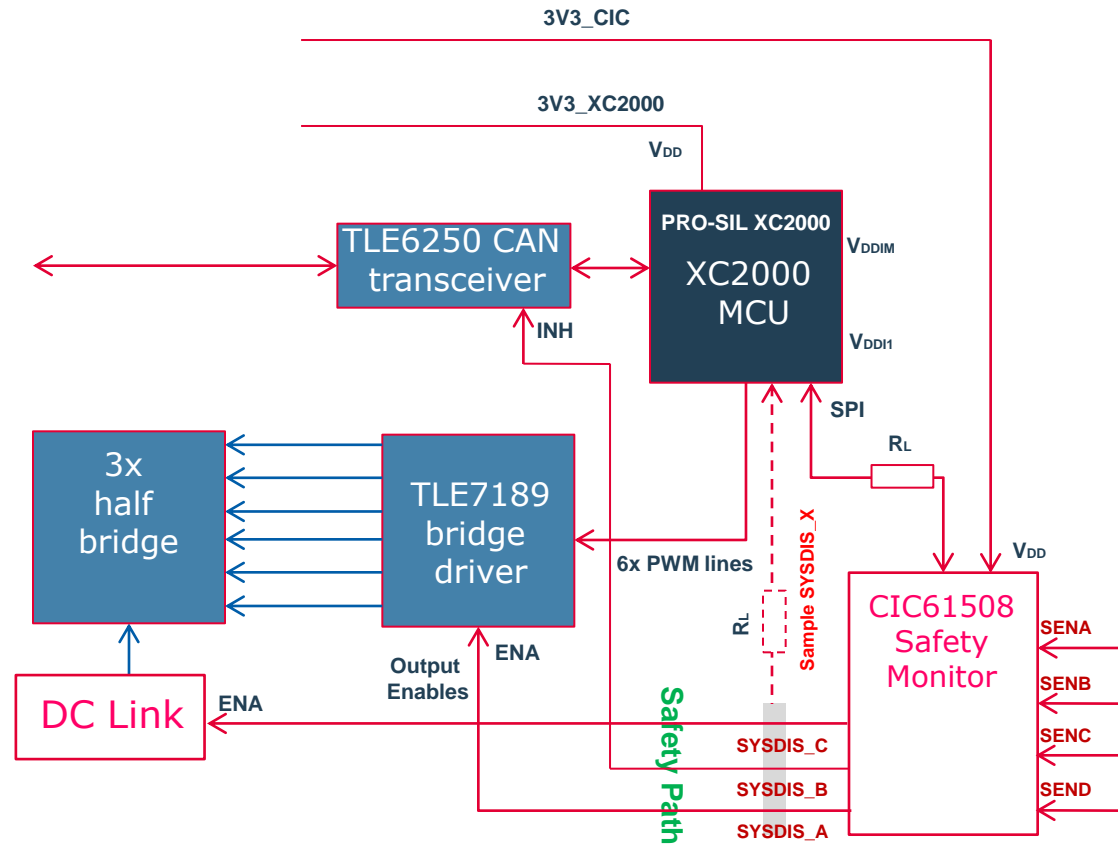 3V3_CIC
3V3_XC2000
VDD
PRO-SIL XC2000
XC2000
MCU
VDDIM
VDDI1
TLE6250 CAN
transceiver
INH
SPI
RL
3x
half
bridge
TLE7189
bridge
driver
6x PWM lines
RL
Sample SYSDIS_X
VDD
CIC61508
Safety
Monitor
SENA
SENB
SENC
SEND
Output
Enables
ENA
DC Link
ENA
Safety Path
SYSDIS_C
SYSDIS_B
SYSDIS_A